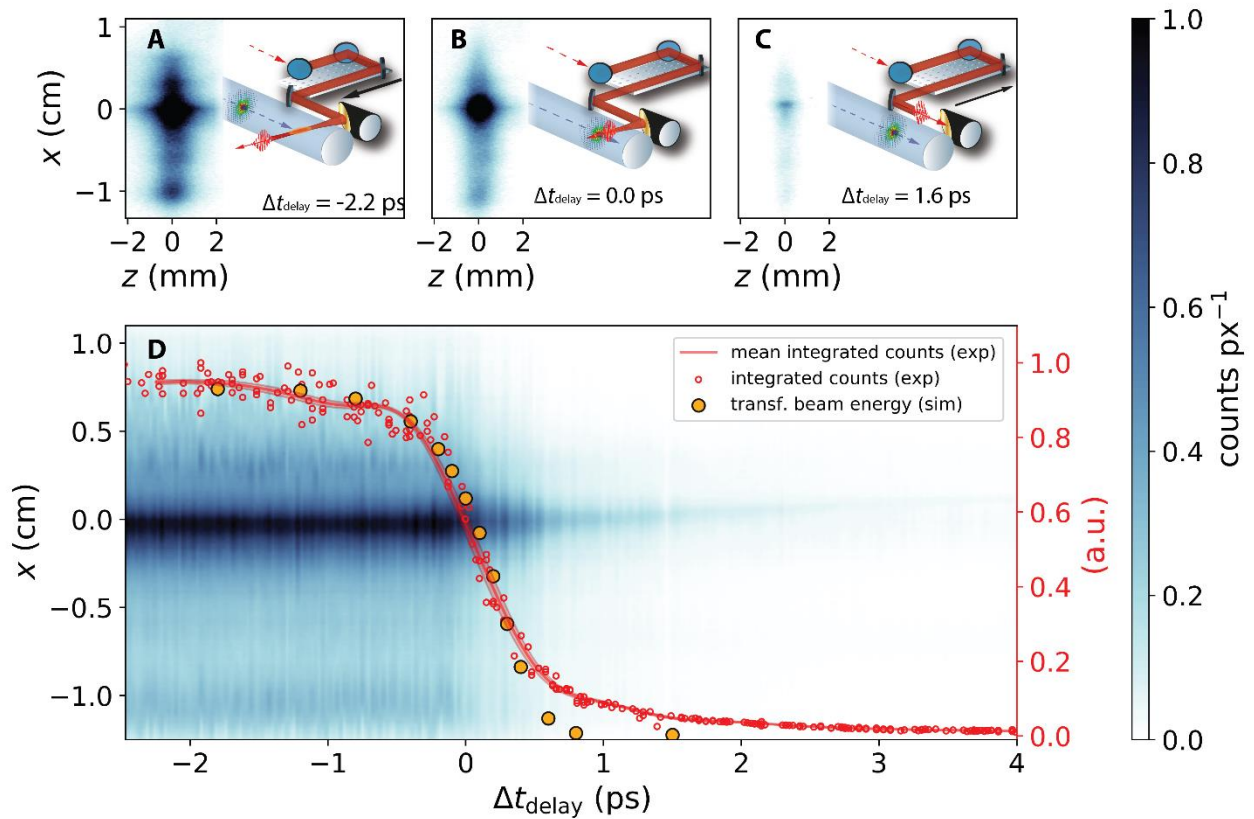 A
B
C
1
0
−1
x (cm)
Δt_delay = -2.2 ps
Δt_delay = 0.0 ps
Δt_delay = 1.6 ps
−2 0 2
−2 0 2
−2 0 2
z (mm)
z (mm)
z (mm)
D
1.0
0.5
0.0
−0.5
−1.0
x (cm)
mean integrated counts (exp)
integrated counts (exp)
transf. beam energy (sim)
1.0
0.8
0.6
0.4
0.2
0.0
(a.u.)
−2 −1 0 1 2 3 4
Δt_delay (ps)
1.0
0.8
0.6
0.4
0.2
0.0
counts px⁻¹